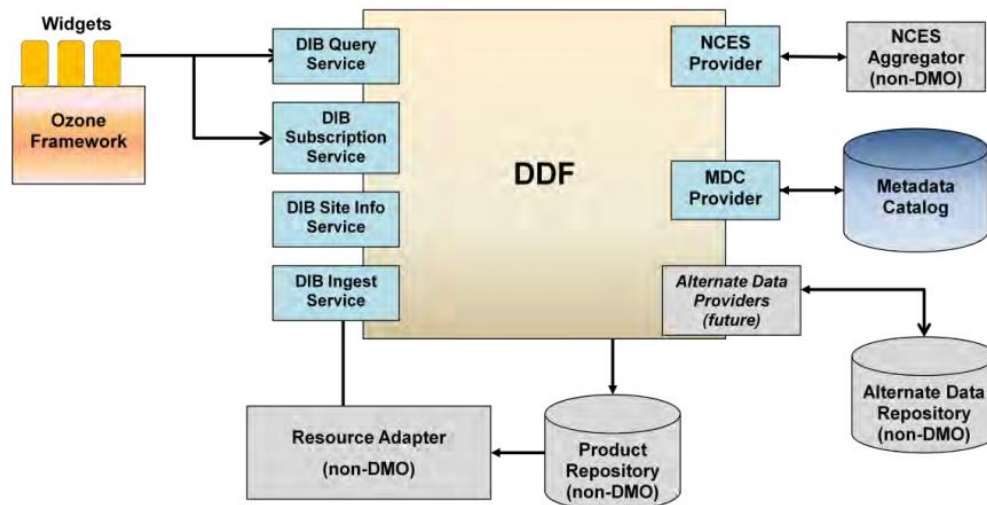 Widgets
Ozone
Framework
DIB Query
Service
DIB
Subscription
Service
DIB Site Info
Service
DIB Ingest
Service
DDF
NCES
Provider
NCES
Aggregator
(non-DMO)
MDC
Provider
Metadata
Catalog
Alternate Data
Providers
(future)
Alternate Data
Repository
(non-DMO)
Resource Adapter
(non-DMO)
Product
Repository
(non-DMO)